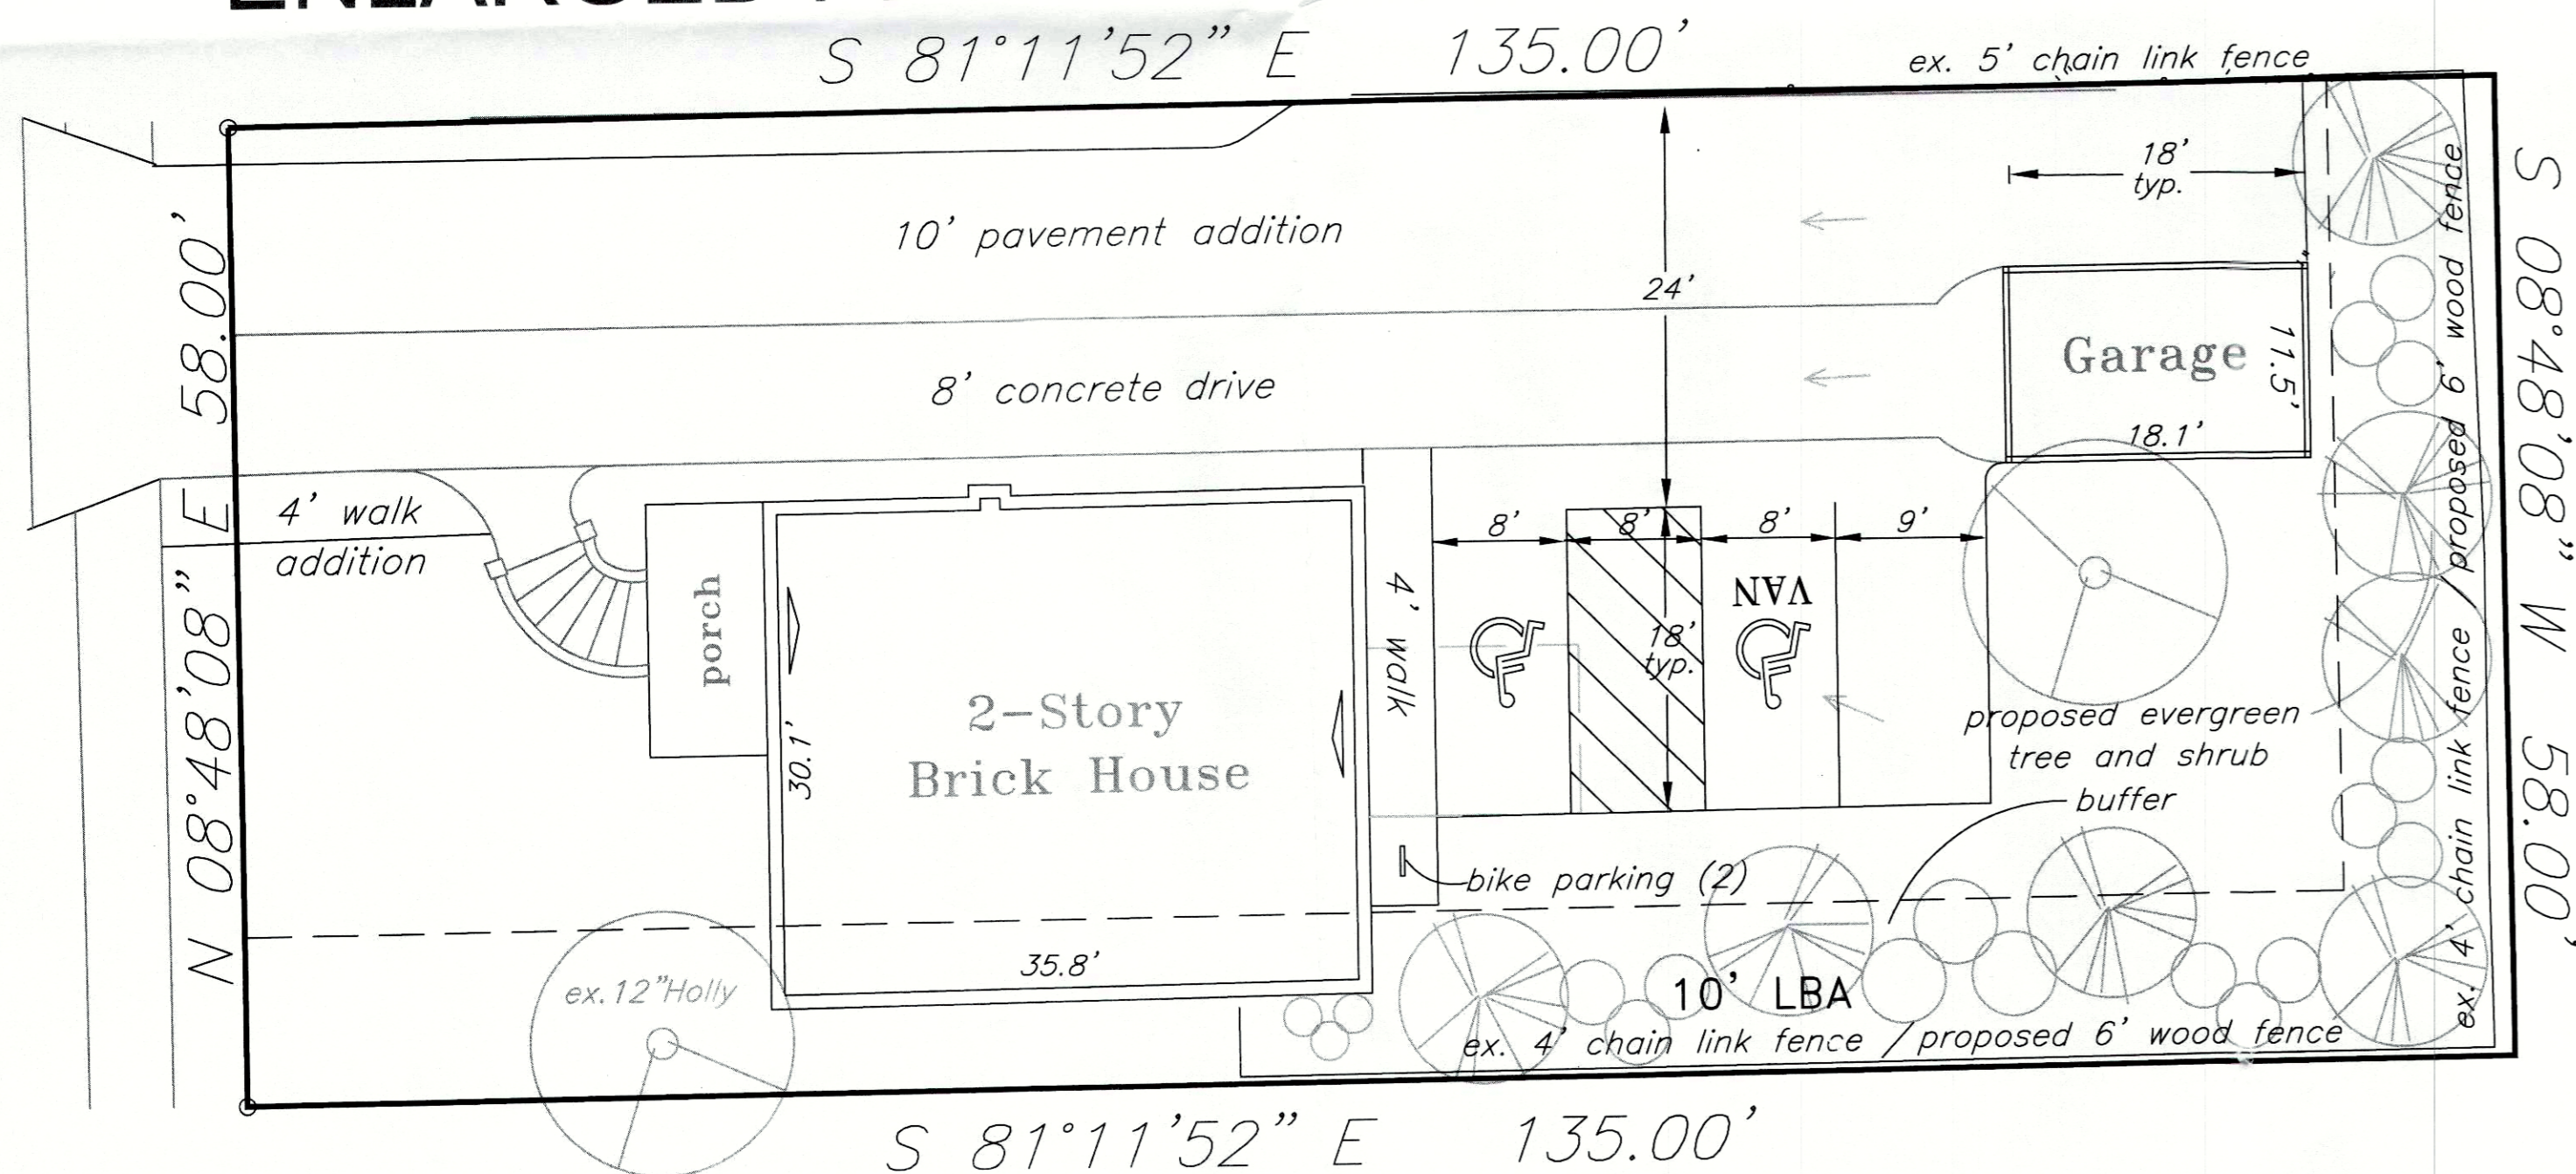 ENLARGED
S 81°11'52" E 135.00'
ex. 5' chain link fence
18'
typ.
10' pavement addition
24'
8' concrete drive
Garage
11.5'
18.1'
N 08°48'08" E 58.00'
S 08°48'08" W 58.00'
4' walk
addition
porch
30.1'
2-Story
Brick House
35.8'
4' walk
8'
8'
8'
9'
VAN
18'
typ.
proposed evergreen
tree and shrub
buffer
bike parking (2)
ex. 12"Holly
10' LBA
ex. 4' chain link fence / proposed 6' wood fence
ex. 4' chain link fence / proposed 6' wood fence
S 81°11'52" E 135.00'